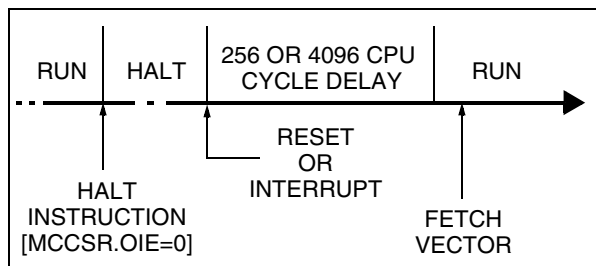 RUN
HALT
256 OR 4096 CPU
CYCLE DELAY
RUN
HALT
INSTRUCTION
[MCCSR.OIE=0]
RESET
OR
INTERRUPT
FETCH
VECTOR